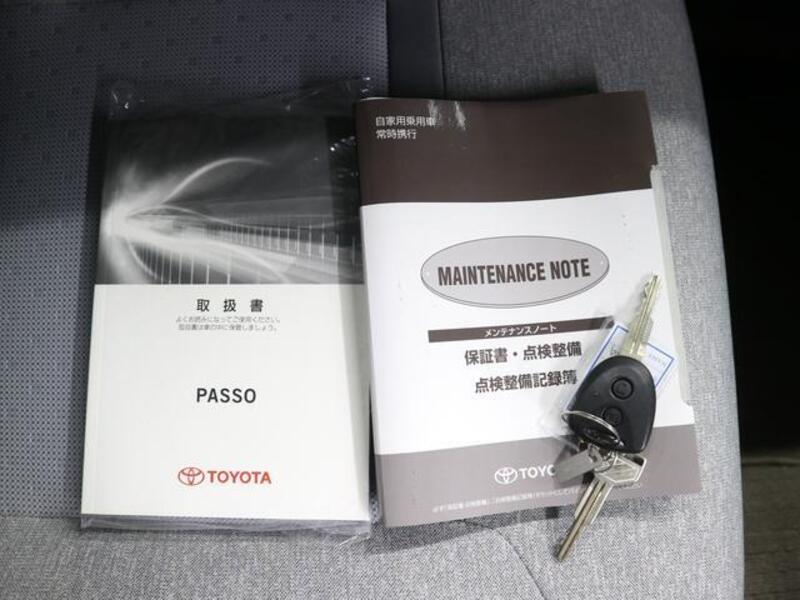 取扱書
よくお読みになってご使用ください。
取扱書は車の中に保管しましょう。
PASSO
TOYOTA
自家用乗用車
常時携行
MAINTENANCE NOTE
メンテナンスノート
保証書・点検整備
点検整備記録簿
TOYO